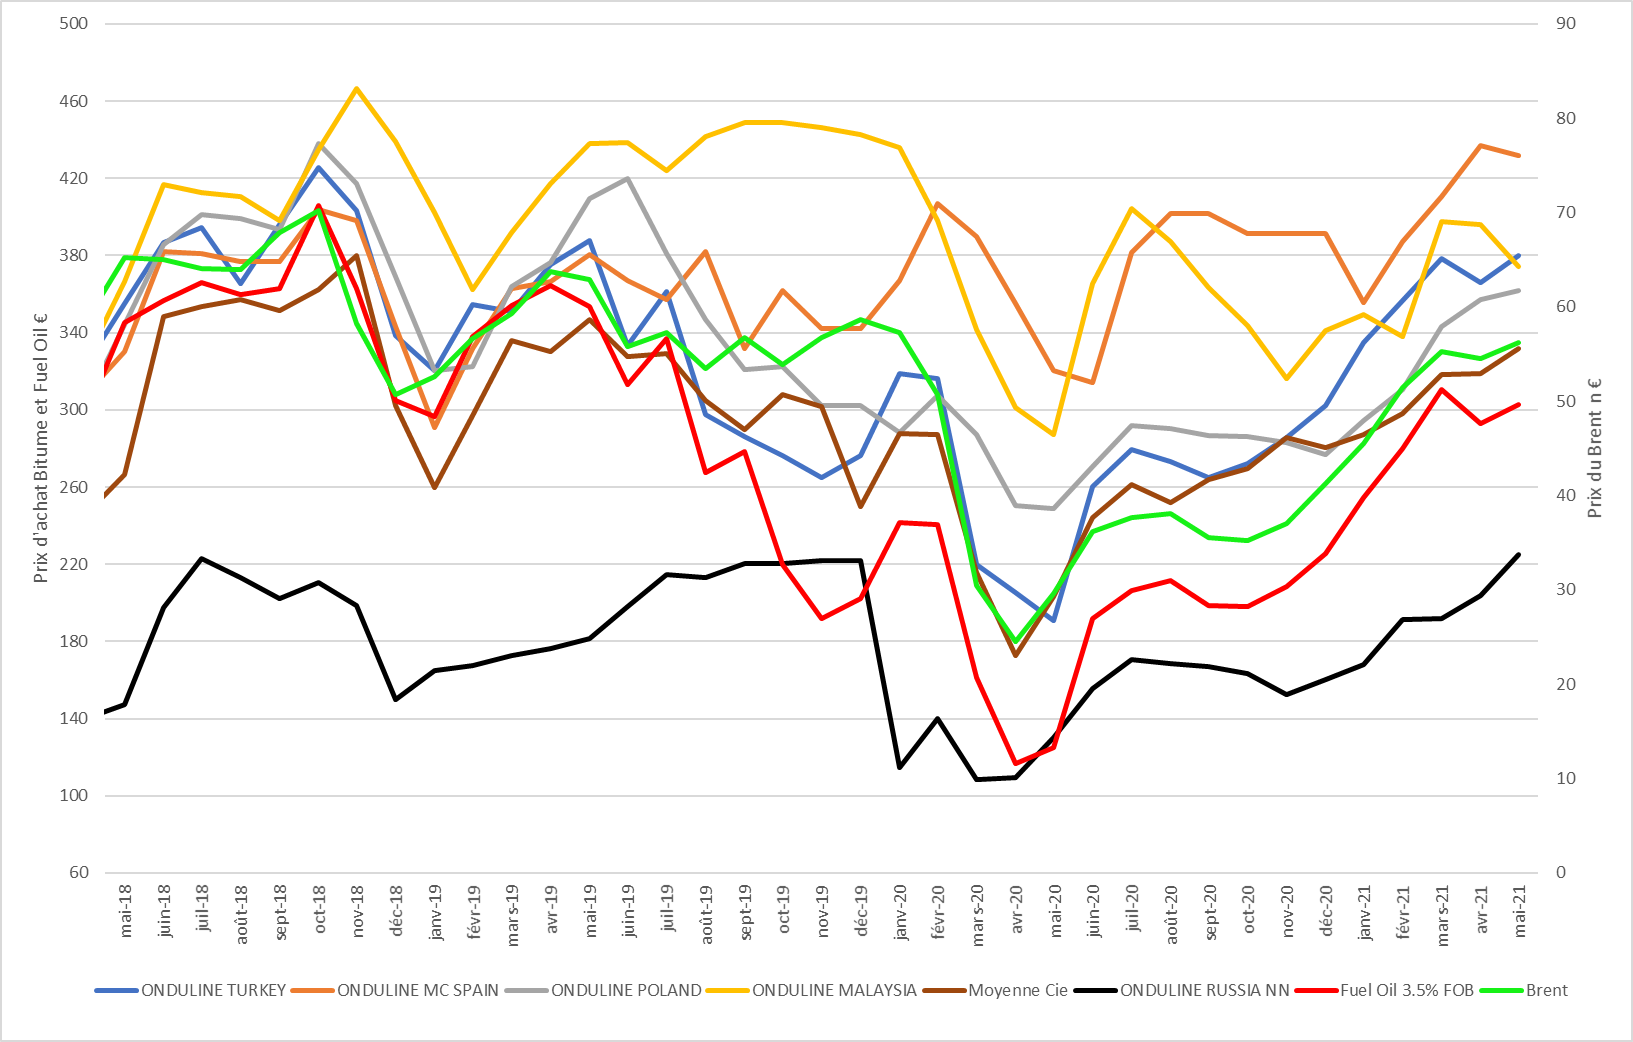 500
460
420
380
340
300
260
220
180
140
100
60
Prix d'achat Bitume et Fuel Oil €
90
80
70
60
50
40
30
20
10
0
Prix du Brent n €
mai-18
juin-18
juil-18
août-18
sept-18
oct-18
nov-18
déc-18
janv-19
févr-19
mars-19
avr-19
mai-19
juin-19
juil-19
août-19
sept-19
oct-19
nov-19
déc-19
janv-20
févr-20
mars-20
avr-20
mai-20
juin-20
juil-20
août-20
sept-20
oct-20
nov-20
déc-20
janv-21
févr-21
mars-21
avr-21
mai-21
ONDULINE TURKEY ONDULINE MC SPAIN ONDULINE POLAND ONDULINE MALAYSIA Moyenne Cie ONDULINE RUSSIA NN Fuel Oil 3.5% FOB Brent